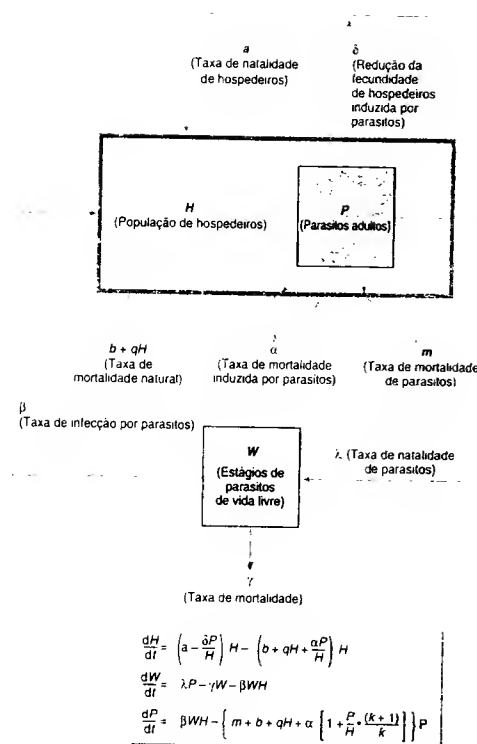 a
(Taxa de natalidade
de hospedeiros)
δ
(Redução da
fecundidade
de hospedeiros
induzida por
parasitos)
H
(População de hospedeiros)
P
(Parasitos adultos)
b + qH
(Taxa de
mortalidade natural)
α
(Taxa de mortalidade
induzida por parasitos)
m
(Taxa de mortalidade
de parasitos)
β
(Taxa de infecção por parasitos)
W
(Estágios de
parasitos
de vida livre)
λ (Taxa de natalidade
de parasitos)
γ
(Taxa de mortalidade)
dH/dt = (a − δP/H) H − (b + qH + αP/H) H
dW/dt = λP − γW − βWH
dP/dt = βWH − { m + b + qH + α [ 1 + P/H · (k + 1)/k ] } P